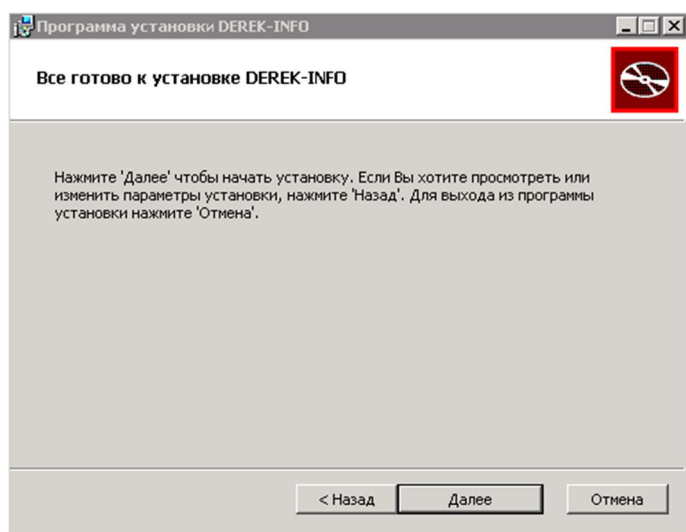 Программа установки DEREK-INFO
Все готово к установке DEREK-INFO
Нажмите 'Далее' чтобы начать установку. Если Вы хотите просмотреть или
изменить параметры установки, нажмите 'Назад'. Для выхода из программы
установки нажмите 'Отмена'.
< Назад
Далее
Отмена